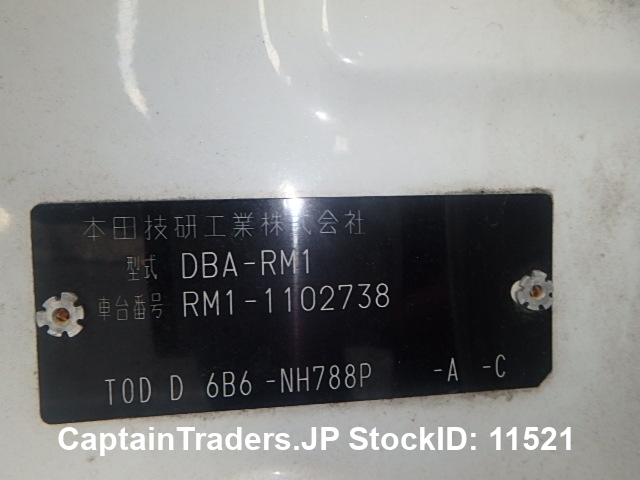 本田技研工業株式会社
型式 DBA-RM1
車台番号 RM1-1102738
TOD D 6B6-NH788P -A -C
CaptainTraders.JP StockID: 11521